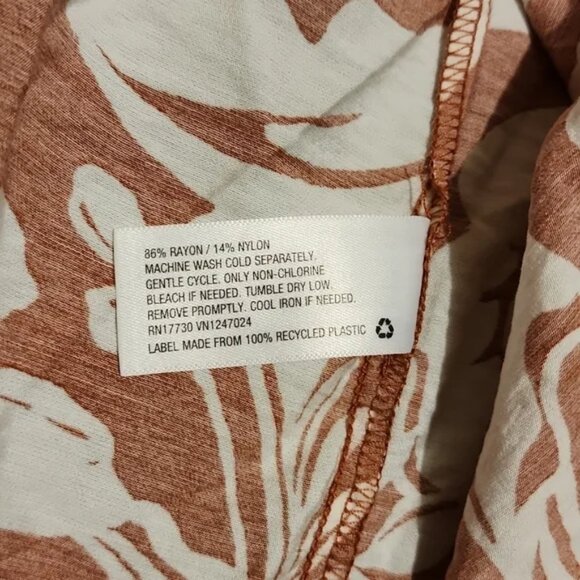 86% RAYON / 14% NYLON
MACHINE WASH COLD SEPARATELY.
GENTLE CYCLE. ONLY NON-CHLORINE
BLEACH IF NEEDED. TUMBLE DRY LOW.
REMOVE PROMPTLY. COOL IRON IF NEEDED.
RN17730 VN1247024
LABEL MADE FROM 100% RECYCLED PLASTIC